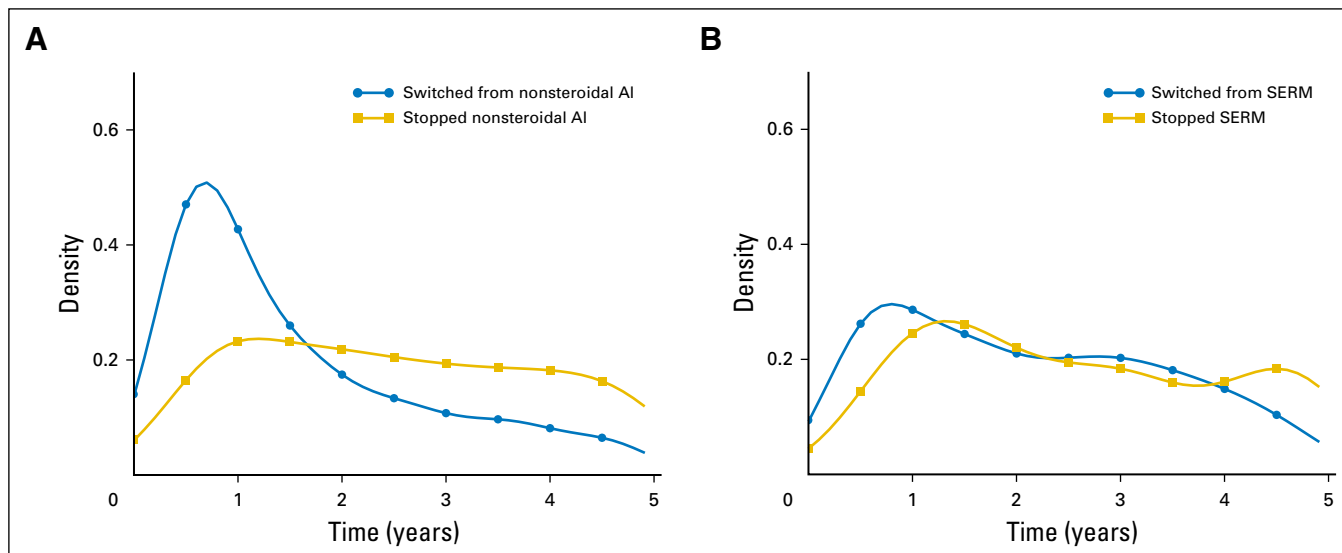 A
Switched from nonsteroidal AI
Stopped nonsteroidal AI
0.6
0.4
0.2
Density
0 1 2 3 4 5
Time (years)
B
Switched from SERM
Stopped SERM
0.6
0.4
0.2
Density
0 1 2 3 4 5
Time (years)